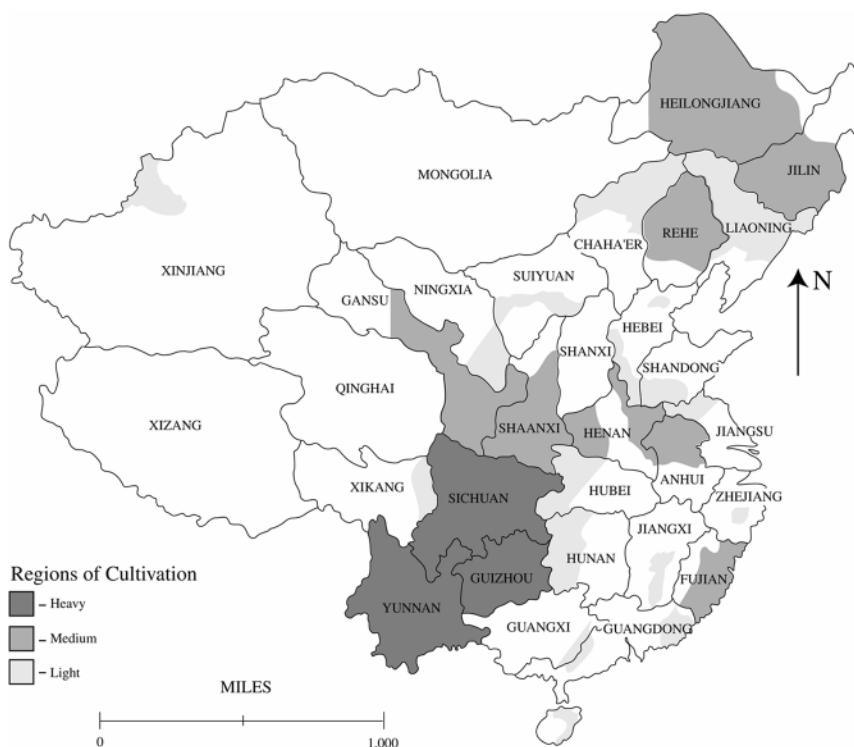 HEILONGJIANG
JILIN
MONGOLIA
REHE
LIAONING
CHAHA'ER
XINJIANG
SUIYUAN
NINGXIA
GANSU
N
HEBEI
SHANXI
SHANDONG
QINGHAI
XIZANG
SHAANXI
HENAN
JIANGSU
ANHUI
XIKANG
SICHUAN
HUBEI
ZHEJIANG
JIANGXI
HUNAN
Regions of Cultivation
GUIZHOU
FUJIAN
– Heavy
YUNNAN
GUANGXI
GUANGDONG
– Medium
– Light
MILES
0
1,000